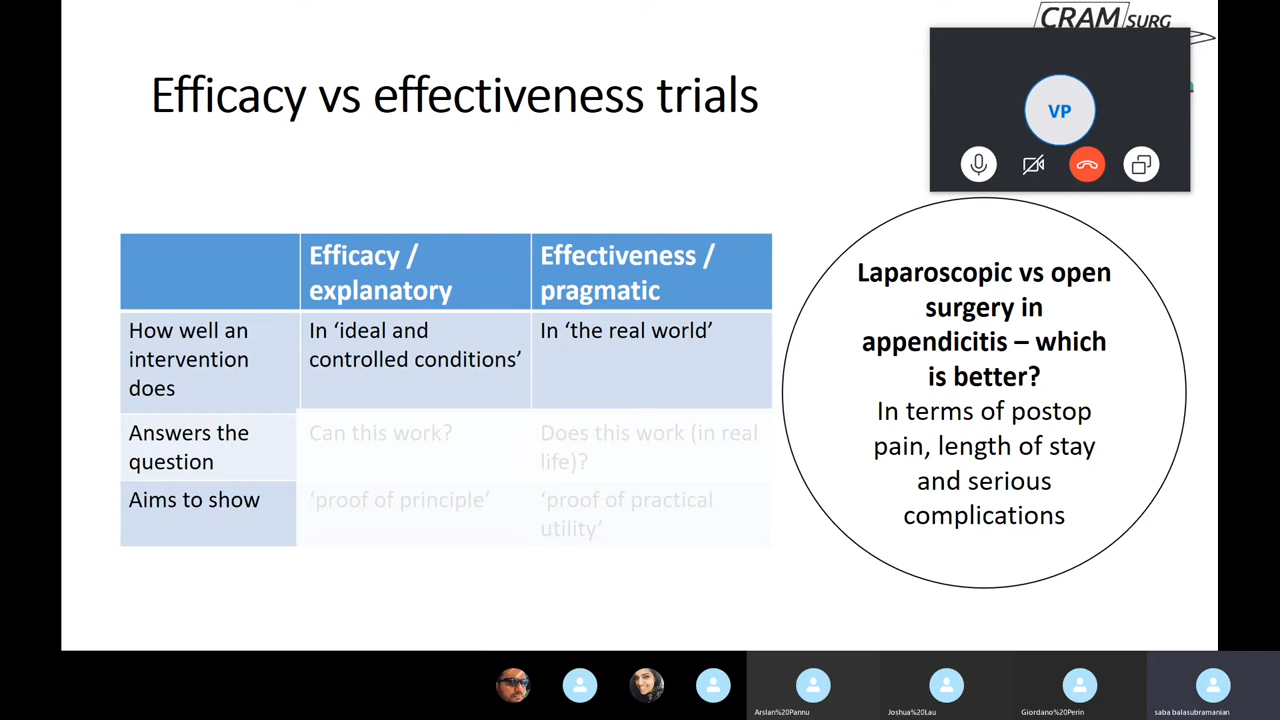 CRAMSURG
Efficacy vs effectiveness trials
VP
Efficacy /
explanatory
Effectiveness /
pragmatic
How well an
intervention
does
In ‘ideal and
controlled conditions’
In ‘the real world’
Answers the
question
Can this work?
Does this work (in real
life)?
Aims to show
‘proof of principle’
‘proof of practical
utility’
Laparoscopic vs open
surgery in
appendicitis – which
is better?
In terms of postop
pain, length of stay
and serious
complications
Arslan%20Pannu
Joshua%20Lau
Giordano%20Perin
saba balasubramanian